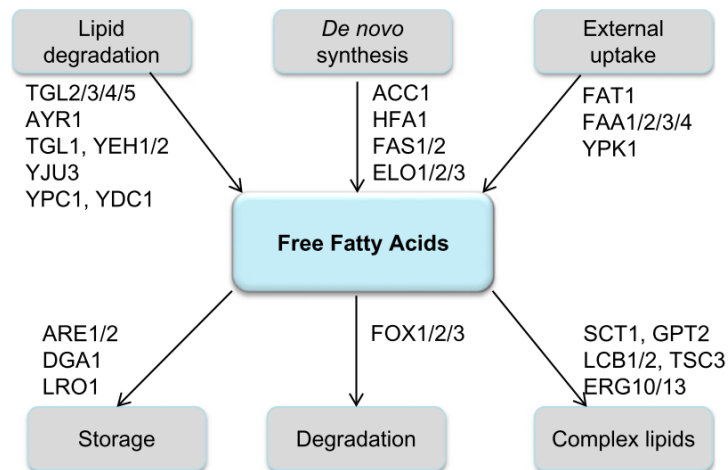 Lipid
degradation
De novo
synthesis
External
uptake
TGL2/3/4/5
AYR1
TGL1, YEH1/2
YJU3
YPC1, YDC1
ACC1
HFA1
FAS1/2
ELO1/2/3
FAT1
FAA1/2/3/4
YPK1
Free Fatty Acids
ARE1/2
DGA1
LRO1
FOX1/2/3
SCT1, GPT2
LCB1/2, TSC3
ERG10/13
Storage
Degradation
Complex lipids